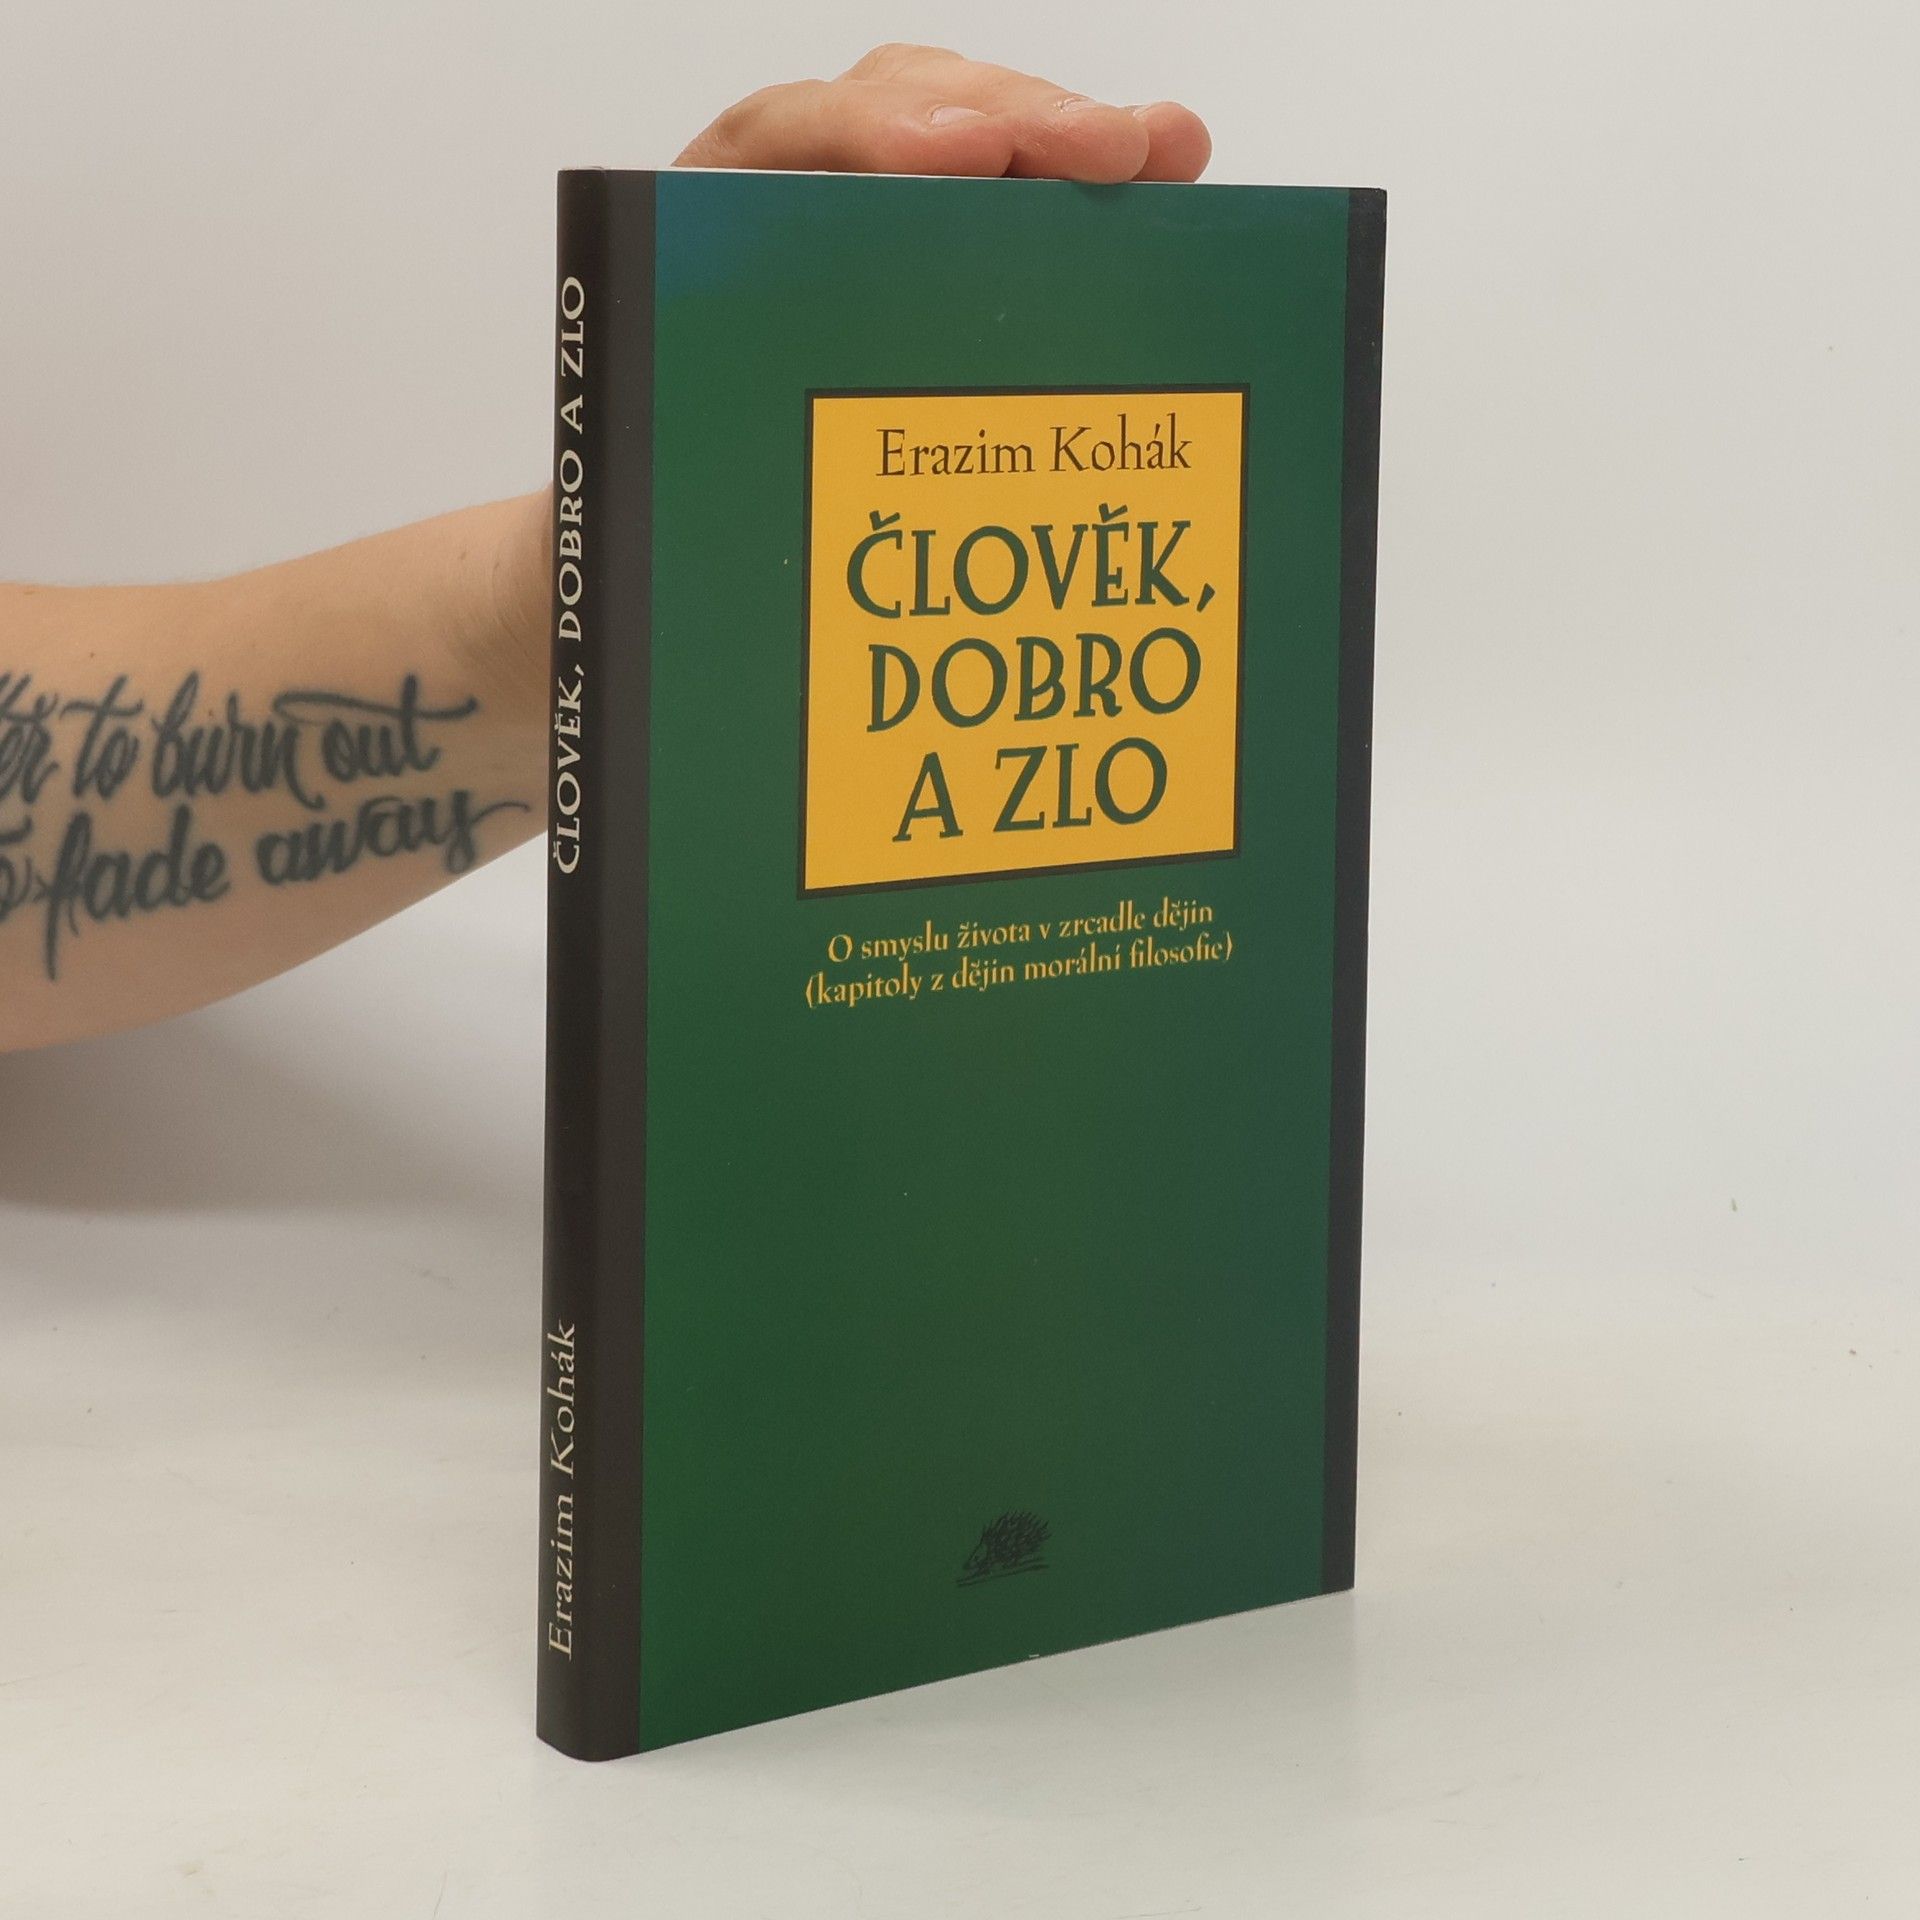 Erazim Kohák
ČLOVĚK,
DOBRO
A ZLO
O smyslu života v zrcadle dějin
(kapitoly z dějin morální filosofie)
ČLOVĚK, DOBRO A ZLO
Erazim Kohák
to burn out
fade away